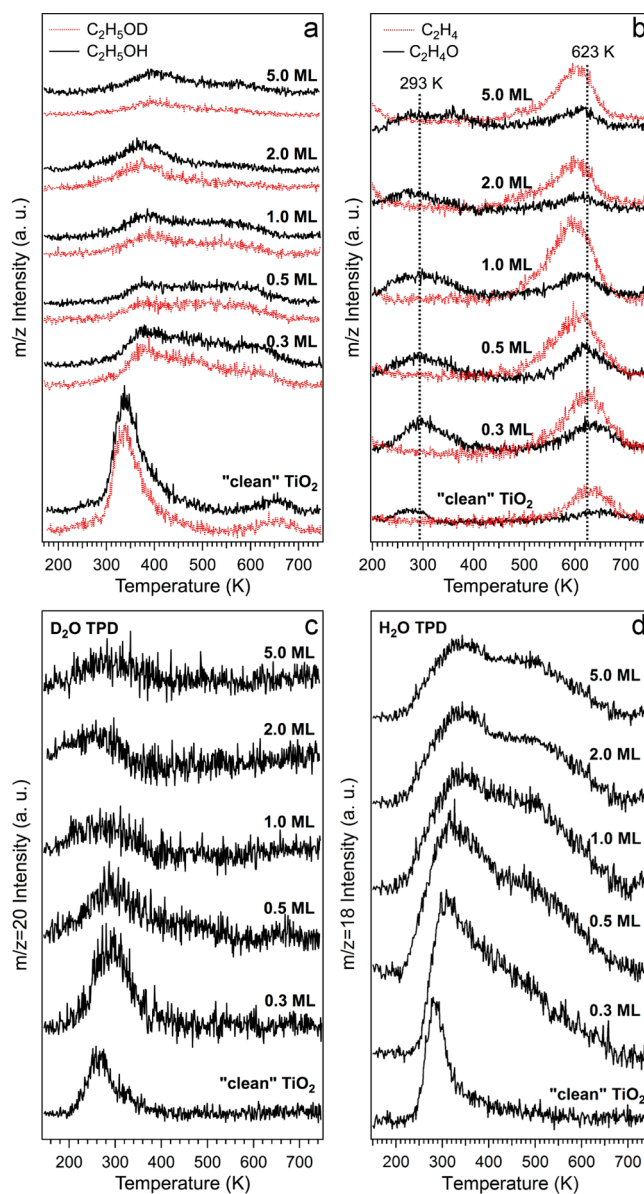 a
C₂H₅OD
C₂H₅OH
5.0 ML
2.0 ML
1.0 ML
0.5 ML
0.3 ML
"clean" TiO₂
m/z Intensity (a. u.)
200 300 400 500 600 700
Temperature (K)
b
C₂H₄
C₂H₄O
293 K
623 K
5.0 ML
2.0 ML
1.0 ML
0.5 ML
0.3 ML
"clean" TiO₂
m/z Intensity (a. u.)
200 300 400 500 600 700
Temperature (K)
D₂O TPD
c
5.0 ML
2.0 ML
1.0 ML
0.5 ML
0.3 ML
"clean" TiO₂
m/z=20 Intensity (a. u.)
200 300 400 500 600 700
Temperature (K)
H₂O TPD
d
5.0 ML
2.0 ML
1.0 ML
0.5 ML
0.3 ML
"clean" TiO₂
m/z=18 Intensity (a. u.)
200 300 400 500 600 700
Temperature (K)